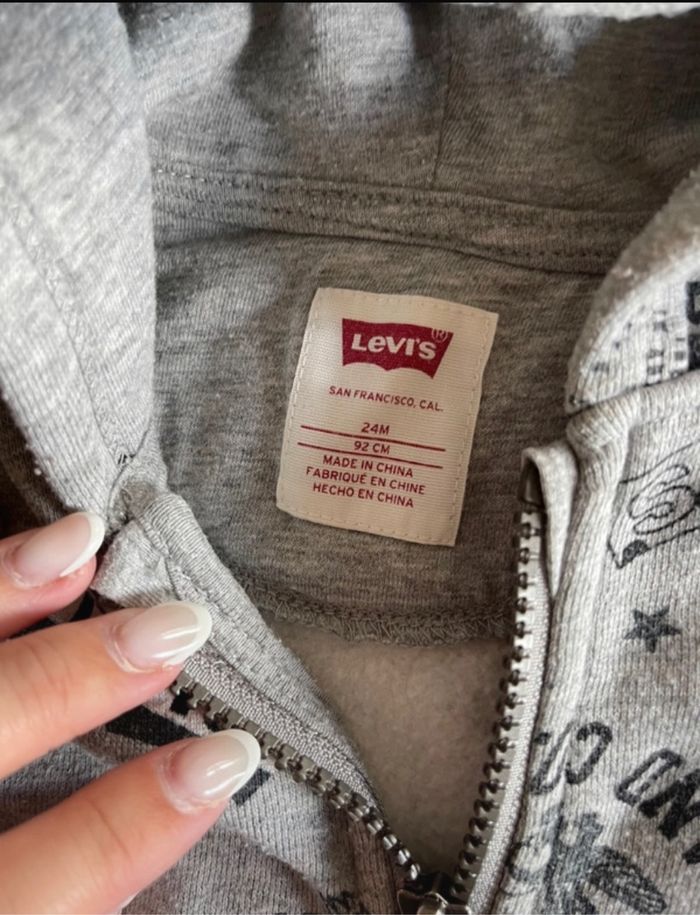 LEVI'S®
SAN FRANCISCO, CAL.
24M
92 CM
MADE IN CHINA
FABRIQUÉ EN CHINE
HECHO EN CHINA